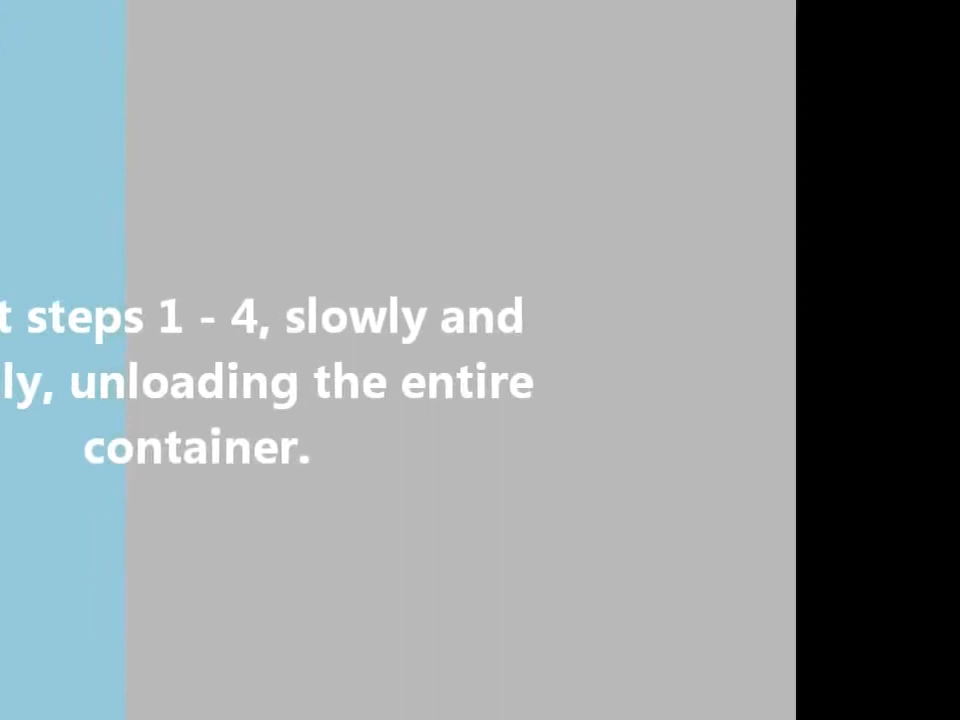 t steps 1 - 4, slowly and
ly, unloading the entire
container.